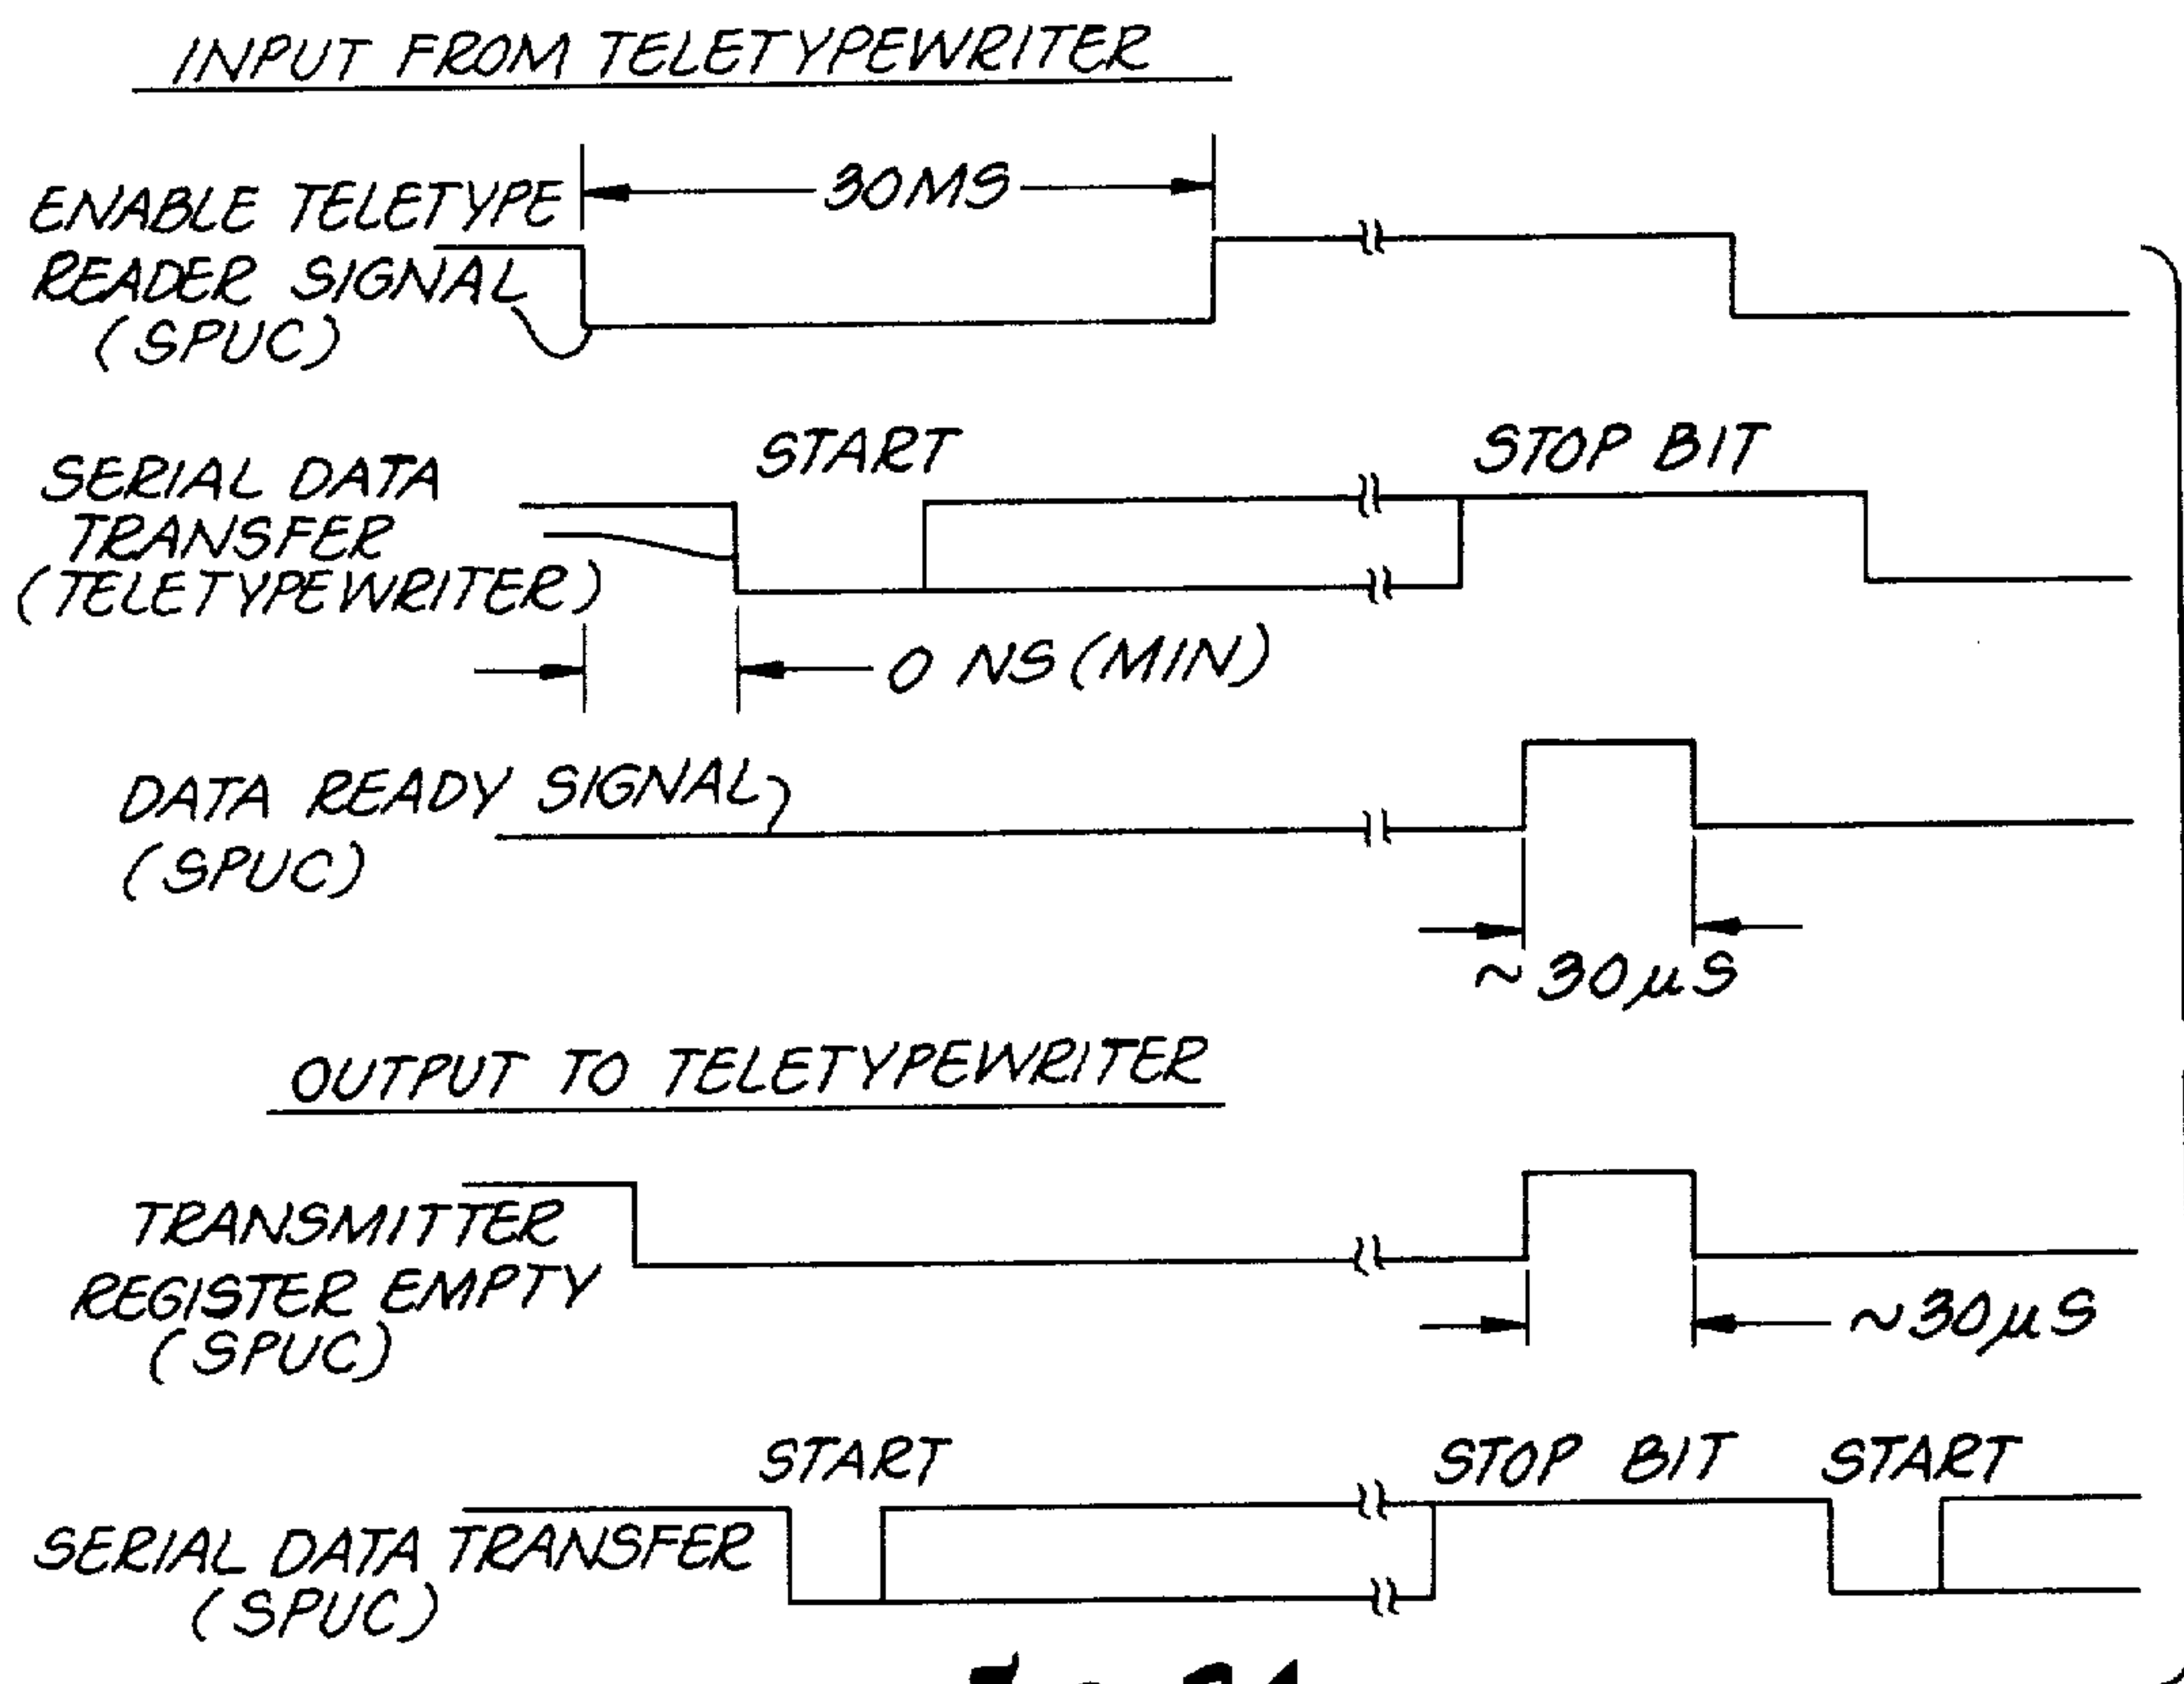 INPUT FROM TELETYPEWRITER
30MS
ENABLE TELETYPE
READER SIGNAL
(SPUC)
START
STOP BIT
SERIAL DATA
TRANSFER
(TELETYPEWRITER)
0 NS (MIN)
DATA READY SIGNAL
(SPUC)
~30µS
OUTPUT TO TELETYPEWRITER
TRANSMITTER
REGISTER EMPTY
(SPUC)
~30µS
START
STOP BIT
START
SERIAL DATA TRANSFER
(SPUC)